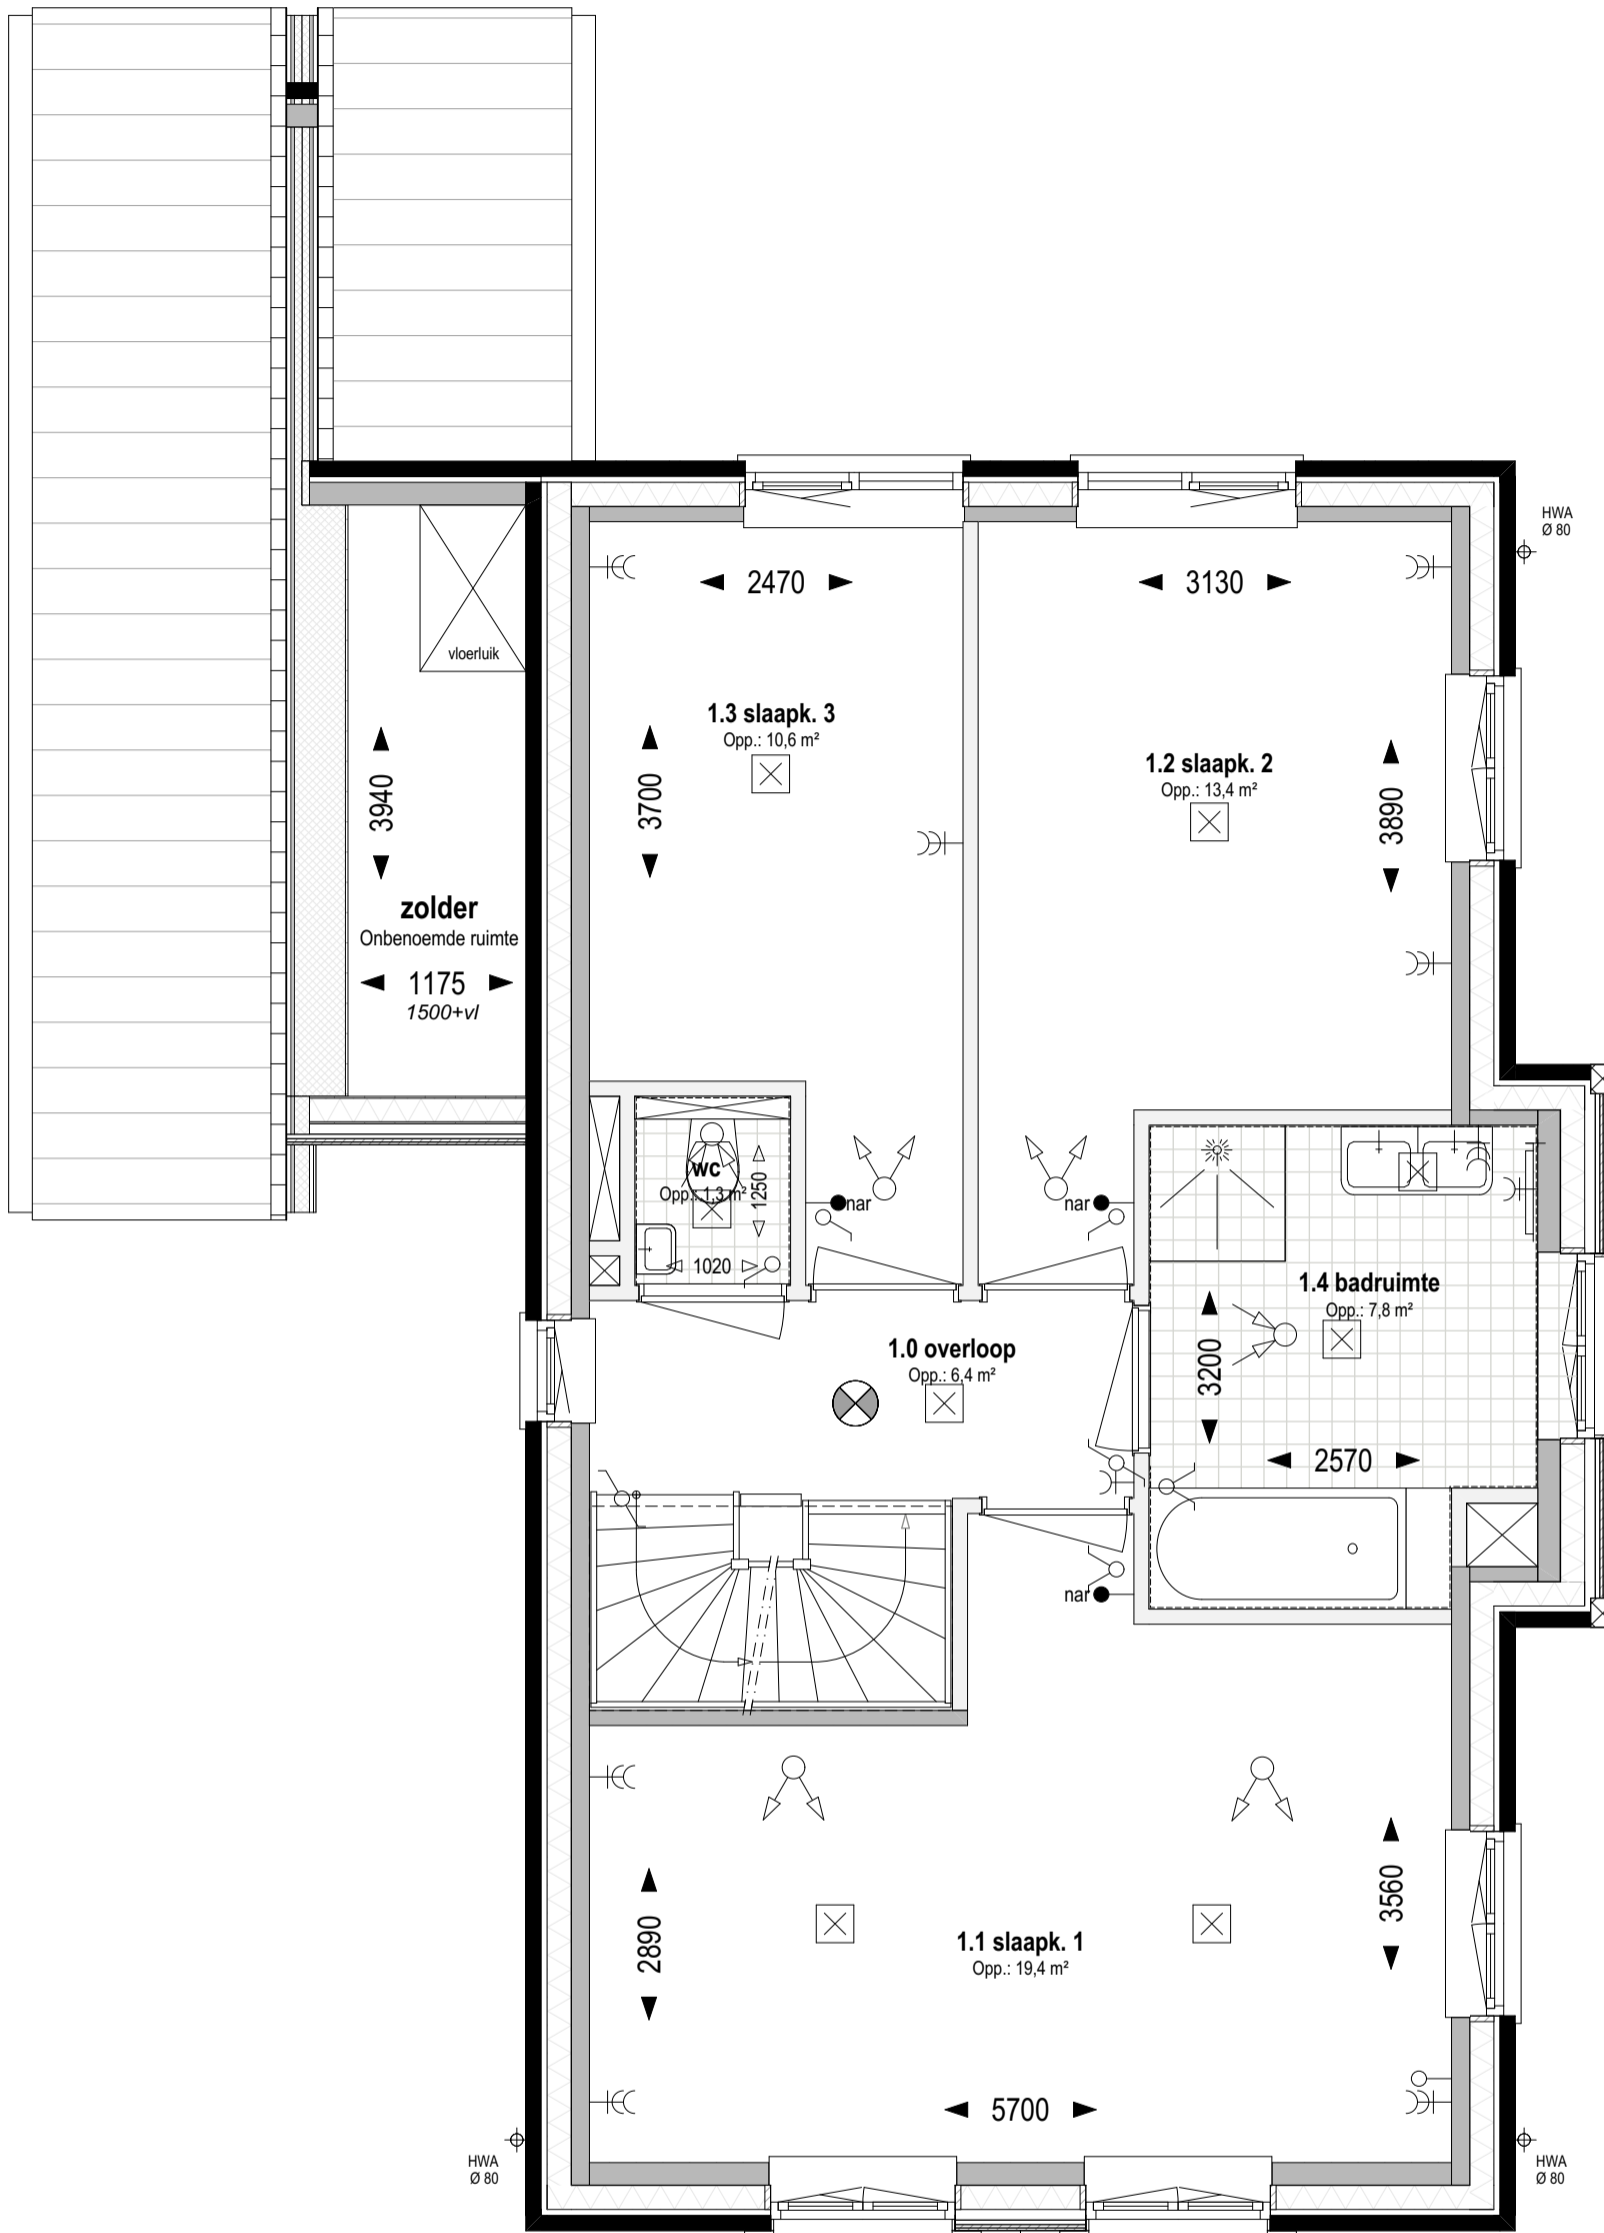 HWA
Ø 80
2470
3130
vloerluik
1.3 slaapk. 3
Opp.: 10,6 m²
1.2 slaapk. 2
Opp.: 13,4 m²
3940
3700
3890
zolder
Onbenoemde ruimte
1175
1500+vl
wc
Opp.: 1,3 m²
1250
1020
nar
nar
1.4 badruimte
Opp.: 7,8 m²
1.0 overloop
Opp.: 6,4 m²
3200
2570
nar
2890
3560
1.1 slaapk. 1
Opp.: 19,4 m²
5700
HWA
Ø 80
HWA
Ø 80